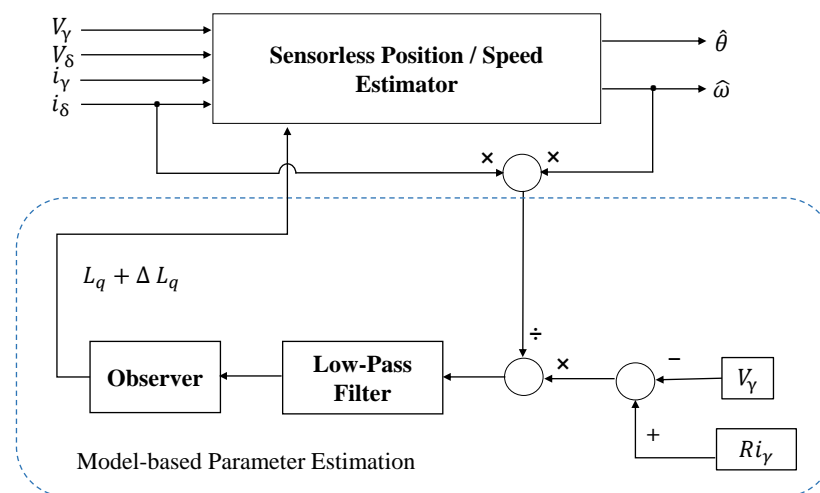 V_γ
V_δ
i_γ
i_δ
Sensorless Position / Speed
Estimator
θ̂
ω̂
×
×
L_q + Δ L_q
÷
×
−
Observer
Low-Pass
Filter
V_γ
+
Ri_γ
Model-based Parameter Estimation